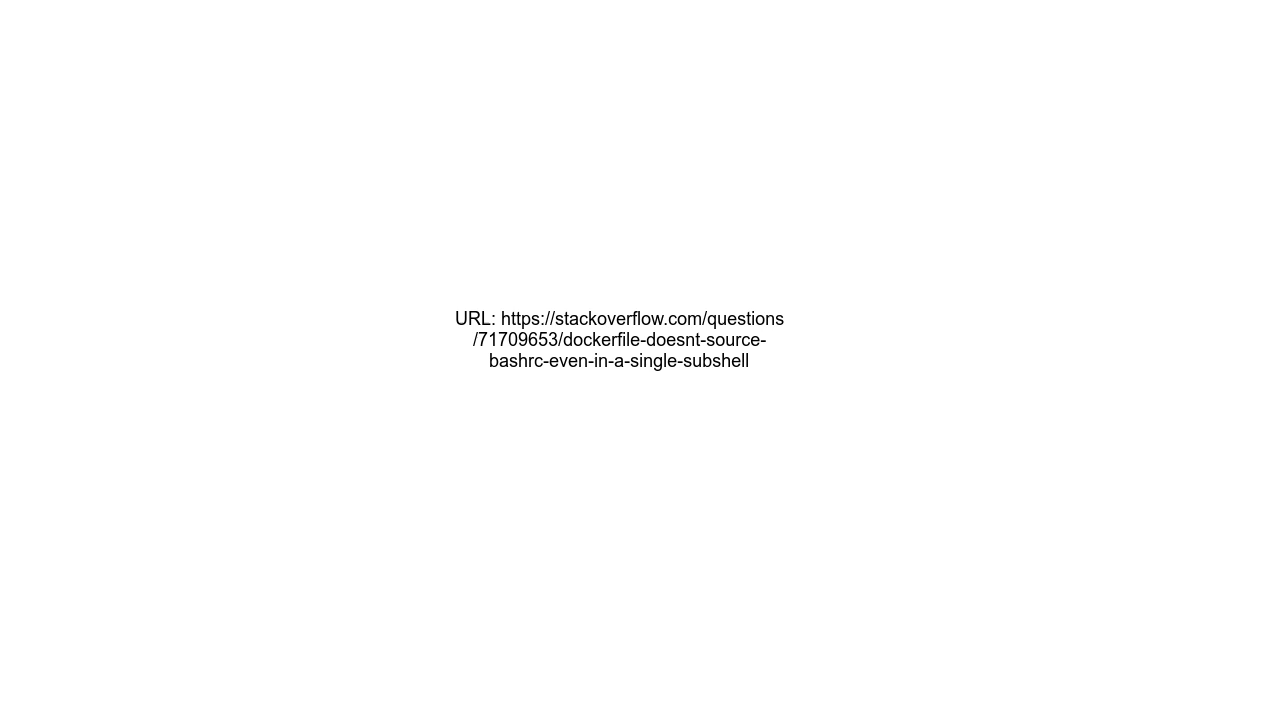 URL: https://stackoverflow.com/questions
/71709653/dockerfile-doesnt-source-
bashrc-even-in-a-single-subshell